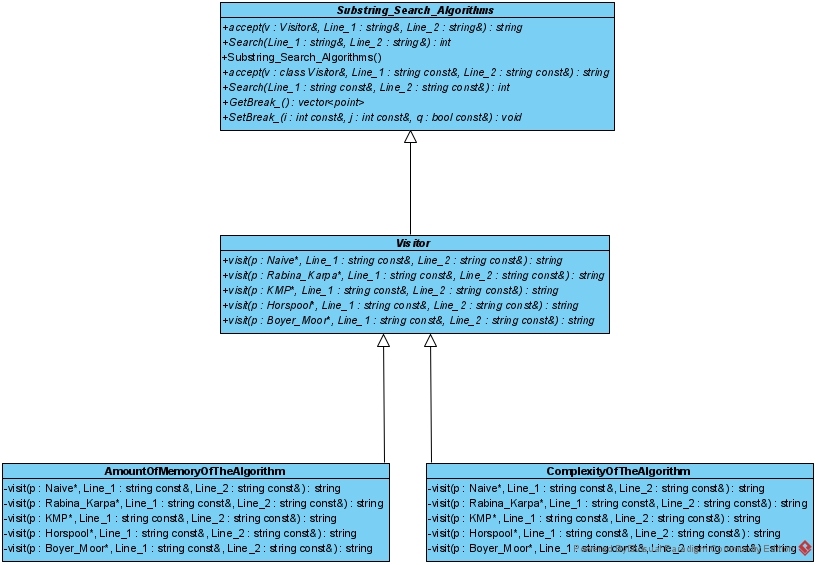 Substring_Search_Algorithms
+accept(v : Visitor&, Line_1 : string&, Line_2 : string&) : string
+Search(Line_1 : string&, Line_2 : string&) : int
+Substring_Search_Algorithms()
+accept(v : class Visitor&, Line_1 : string const&, Line_2 : string const&) : string
+Search(Line_1 : string const&, Line_2 : string const&) : int
+GetBreak_() : vector<point>
+SetBreak_(i : int const&, j : int const&, q : bool const&) : void
Visitor
+visit(p : Naive*, Line_1 : string const&, Line_2 : string const&) : string
+visit(p : Rabina_Karpa*, Line_1 : string const&, Line_2 : string const&) : string
+visit(p : KMP*, Line_1 : string const&, Line_2 : string const&) : string
+visit(p : Horspool*, Line_1 : string const&, Line_2 : string const&) : string
+visit(p : Boyer_Moor*, Line_1 : string const&, Line_2 : string const&) : string
AmountOfMemoryOfTheAlgorithm
-visit(p : Naive*, Line_1 : string const&, Line_2 : string const&) : string
-visit(p : Rabina_Karpa*, Line_1 : string const&, Line_2 : string const&) : string
-visit(p : KMP*, Line_1 : string const&, Line_2 : string const&) : string
-visit(p : Horspool*, Line_1 : string const&, Line_2 : string const&) : string
-visit(p : Boyer_Moor*, Line_1 : string const&, Line_2 : string const&) : string
ComplexityOfTheAlgorithm
-visit(p : Naive*, Line_1 : string const&, Line_2 : string const&) : string
-visit(p : Rabina_Karpa*, Line_1 : string const&, Line_2 : string const&) : string
-visit(p : KMP*, Line_1 : string const&, Line_2 : string const&) : string
-visit(p : Horspool*, Line_1 : string const&, Line_2 : string const&) : string
-visit(p : Boyer_Moor*, Line_1 : string const&, Line_2 : string const&) : string